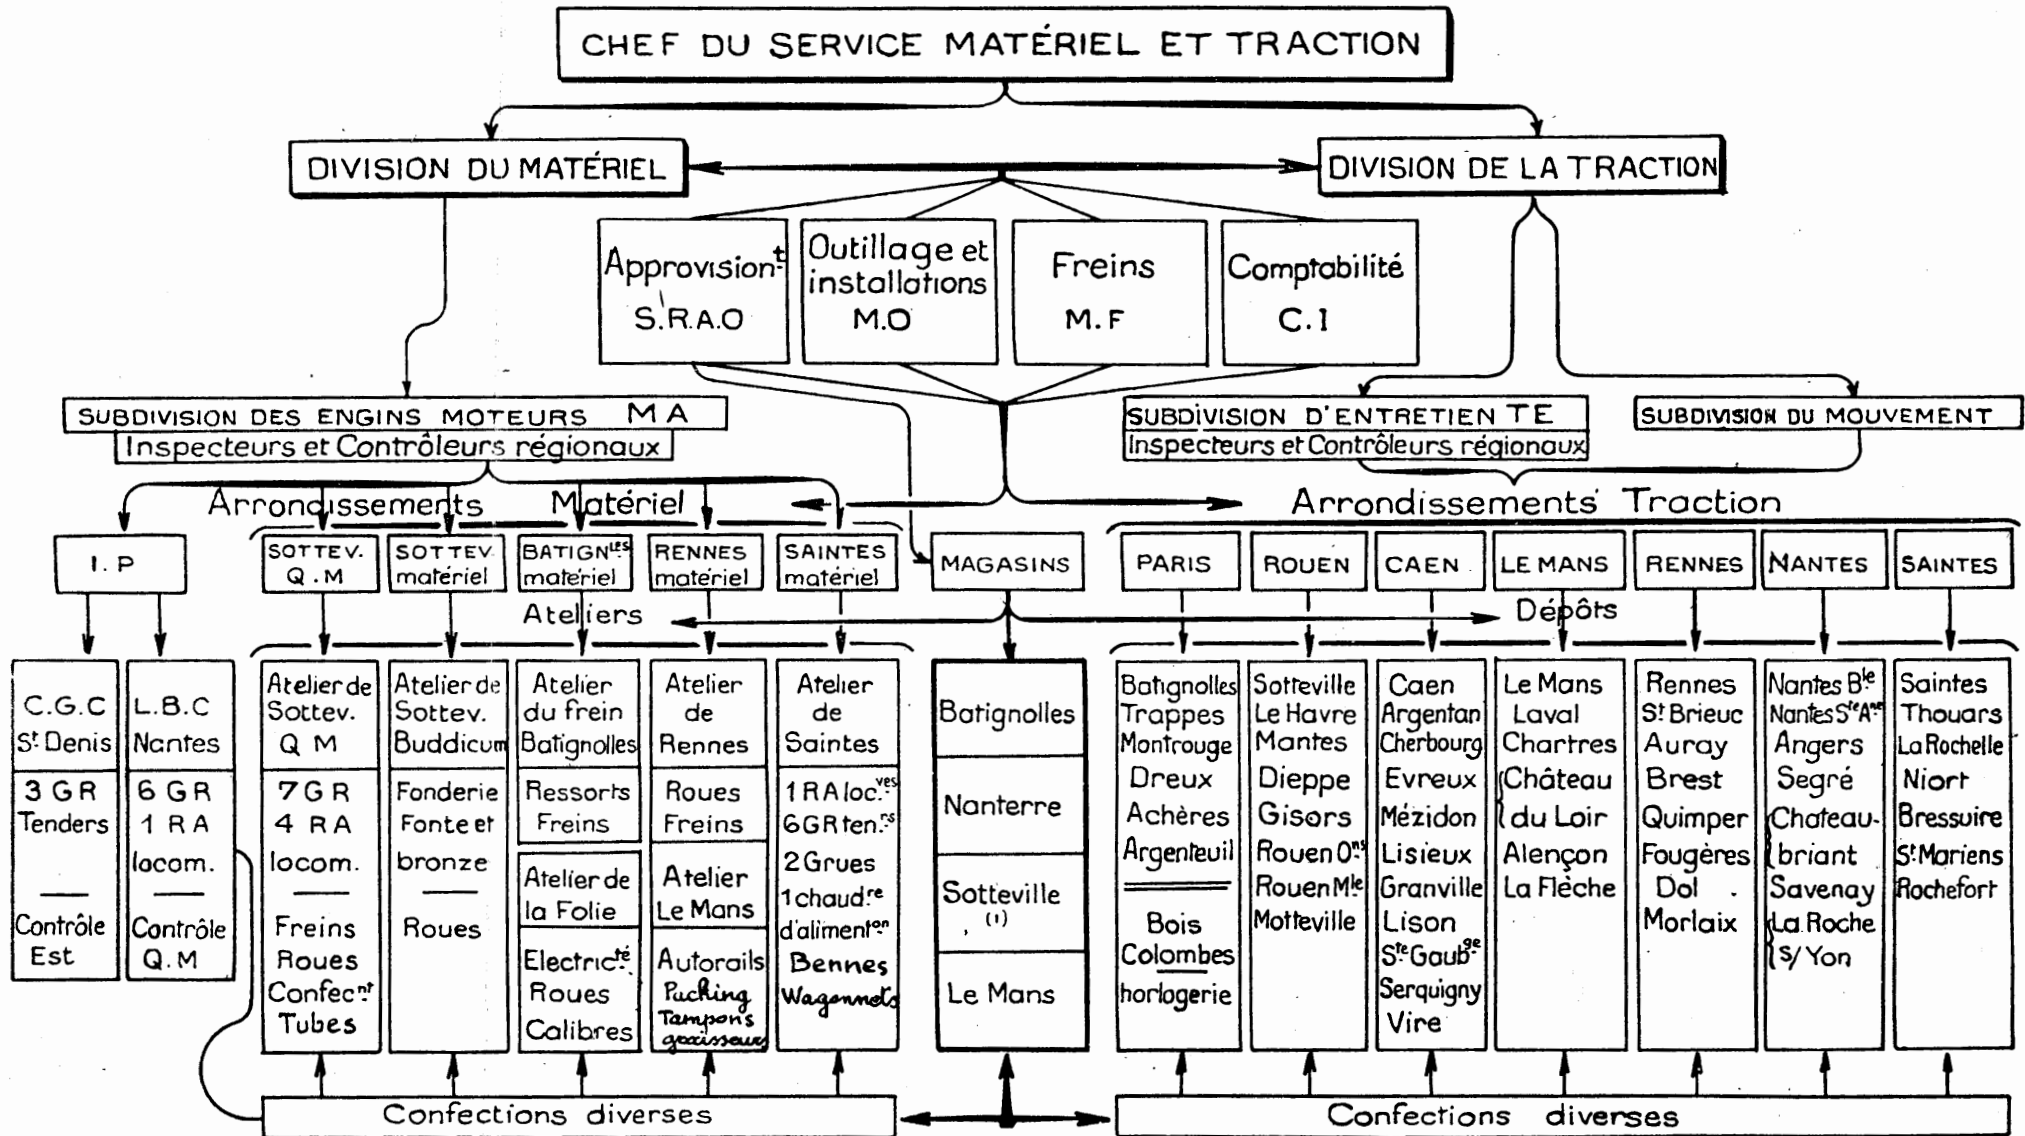 CHEF DU SERVICE MATÉRIEL ET TRACTION
DIVISION DU MATÉRIEL
DIVISION DE LA TRACTION
Approvision.t
S.R.A.O
Outillage et
installations
M.O
Freins
M.F
Comptabilité
C.I
SUBDIVISION DES ENGINS MOTEURS MA
Inspecteurs et Contrôleurs régionaux
SUBDIVISION D'ENTRETIEN TE
Inspecteurs et Contrôleurs régionaux
SUBDIVISION DU MOUVEMENT
Arrondissements Matériel
Arrondissements Traction
I.P
SOTTEV.
Q.M
SOTTEV.
matériel
BATIGNLES
matériel
RENNES
matériel
SAINTES
matériel
MAGASINS
PARIS
ROUEN
CAEN
LE MANS
RENNES
NANTES
SAINTES
Ateliers
Dépôts
C.G.C
St Denis
3 GR
Tenders
Contrôle
Est
L.B.C
Nantes
6 GR
1 RA
locom.
Contrôle
Q.M
Atelier de
Sottev.
Q M
7 GR
4 RA
locom.
Freins
Roues
Confec.nt
Tubes
Atelier de
Sottev.
Buddicum
Fonderie
Fonte et
bronze
Roues
Atelier
du frein
Batignolles
Ressorts
Freins
Atelier de
la Folie
Electric.té
Roues
Calibres
Atelier
de
Rennes
Roues
Freins
Atelier
Le Mans
Autorails
Pucking
Tampons
graisseurs
Atelier
de
Saintes
1 RA loc.ves
6 GR ten.rs
2 Grues
1 chaud.re
d'aliment.on
Bennes
Wagonnets
Batignolles
Nanterre
Sotteville
(1)
Le Mans
Batignolles
Trappes
Montrouge
Dreux
Achères
Argenteuil
Bois
Colombes
horlogerie
Sotteville
Le Havre
Mantes
Dieppe
Gisors
Rouen O.ns
Rouen M.te
Motteville
Caen
Argentan
Cherbourg
Evreux
Mézidon
Lisieux
Granville
Lison
Ste Gaub.ge
Serquigny
Vire
Le Mans
Laval
Chartres
Château
du Loir
Alençon
La Flèche
Rennes
St Brieuc
Auray
Brest
Quimper
Fougères
Dol
Morlaix
Nantes B.le
Nantes Ste A.ne
Angers
Segré
Chateau-
briant
Savenay
La Roche
s/ Yon
Saintes
Thouars
La Rochelle
Niort
Bressuire
St Mariens
Rochefort
Confections diverses
Confections diverses